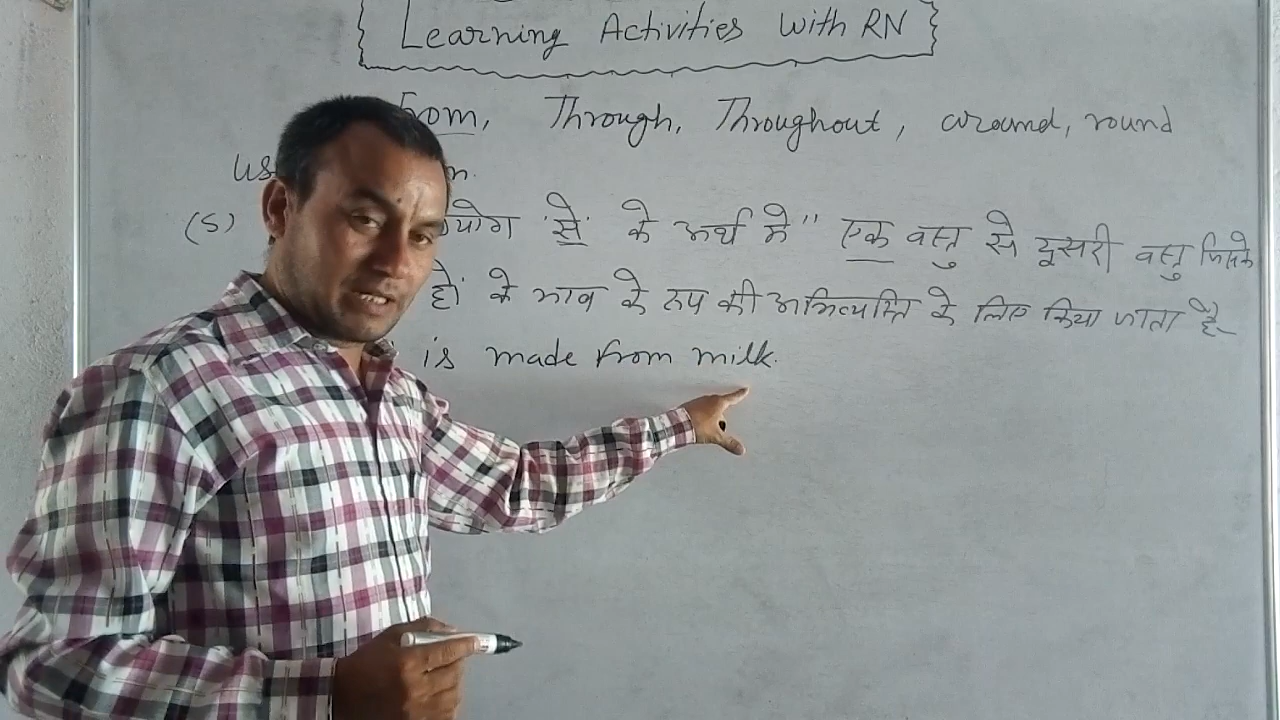 Learning Activities With RN
From, Through, Throughout, around, round
us
(5) योग 'से' के अर्थ में" एक वस्तु से दूसरी वस्तु
हो के भाव के रुप की अभिव्यक्ति के लिए किया जाता है
is made from milk.